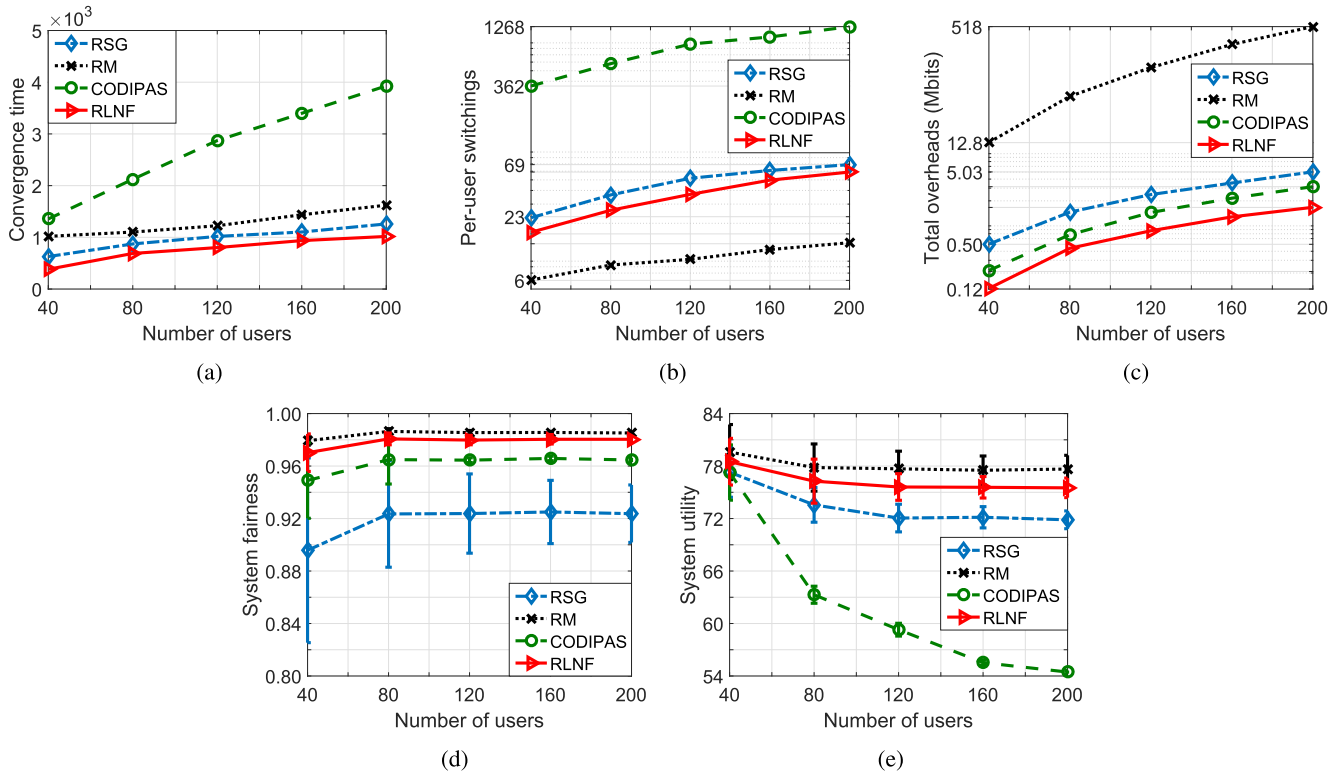 ×10³
5
4
3
2
1
0
Convergence time
RSG
RM
CODIPAS
RLNF
40
80
120
160
200
Number of users
(a)
1268
362
69
23
6
Per-user switchings
RSG
RM
CODIPAS
RLNF
40
80
120
160
200
Number of users
(b)
518
12.8
5.03
0.50
0.12
Total overheads (Mbits)
RSG
RM
CODIPAS
RLNF
40
80
120
160
200
Number of users
(c)
1.00
0.96
0.92
0.88
0.84
0.80
System fairness
RSG
RM
CODIPAS
RLNF
40
80
120
160
200
Number of users
(d)
84
78
72
66
60
54
System utility
RSG
RM
CODIPAS
RLNF
40
80
120
160
200
Number of users
(e)